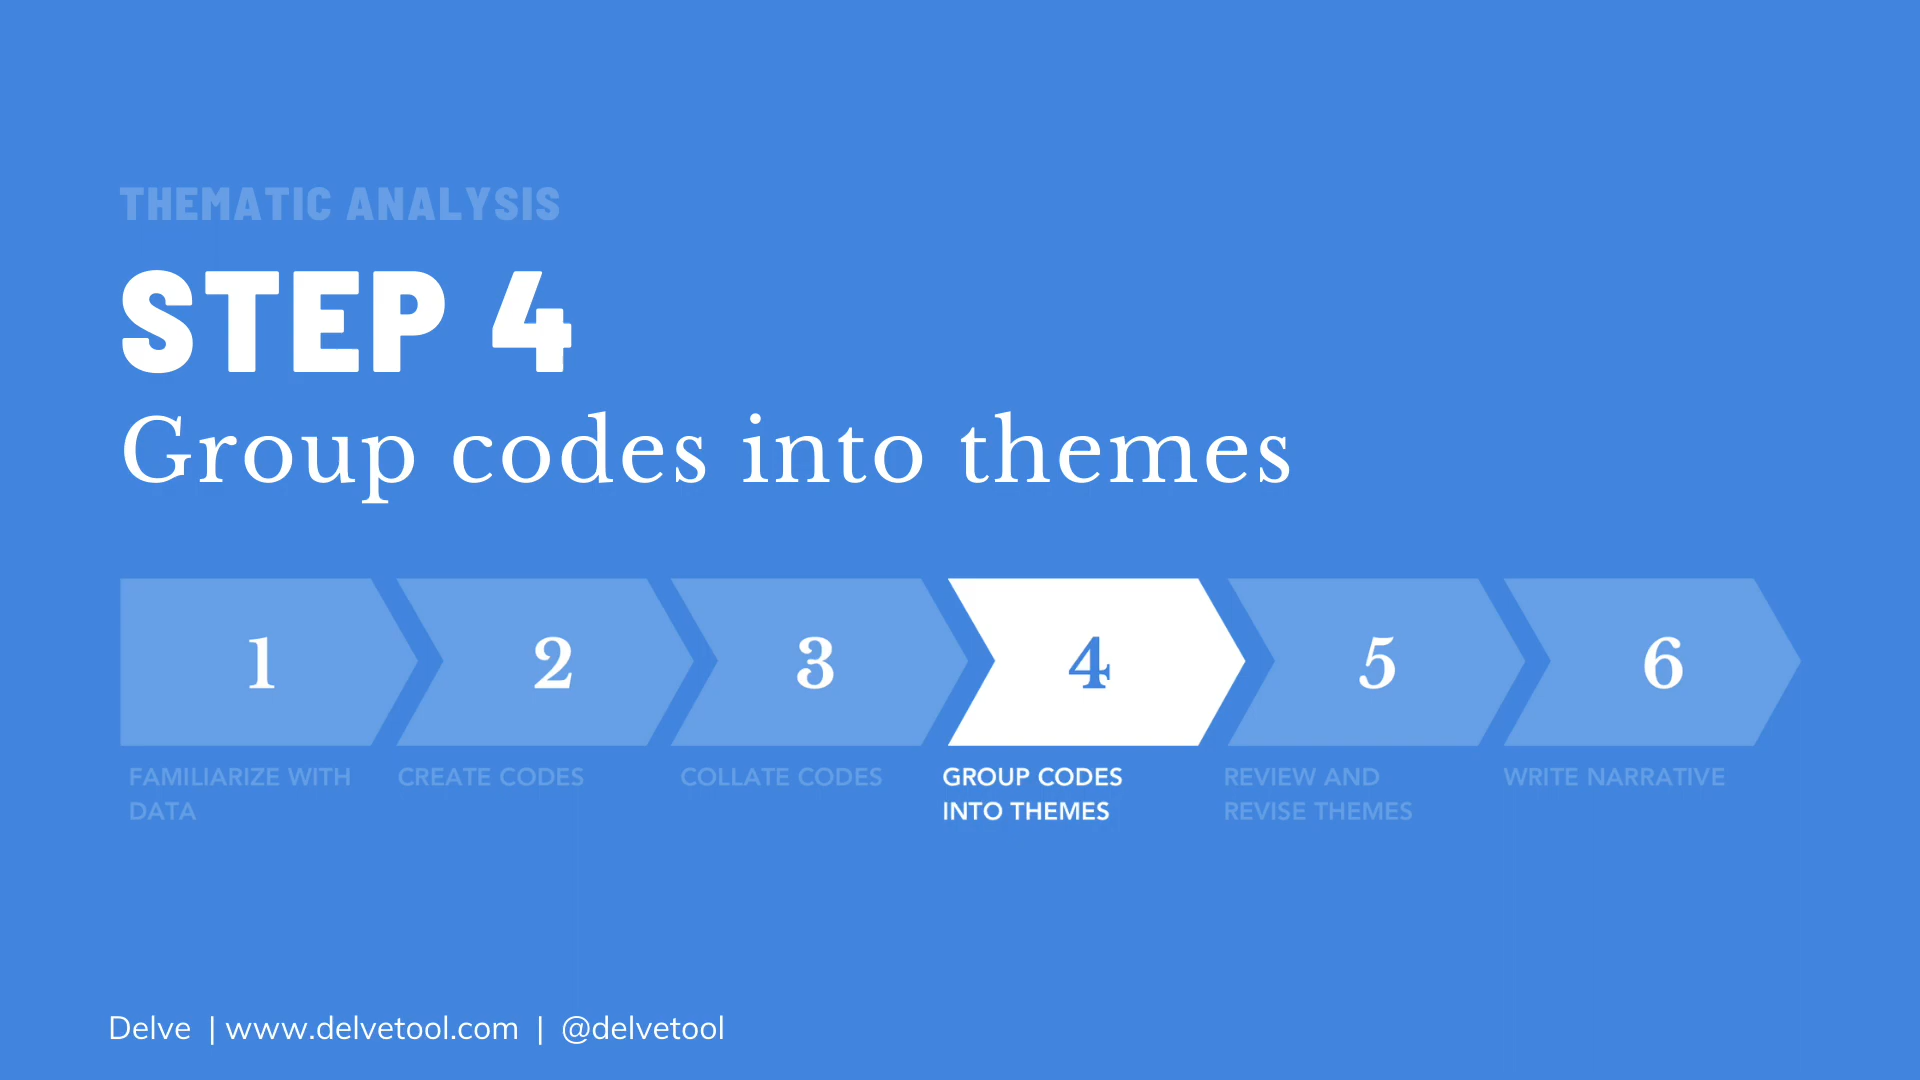 THEMATIC ANALYSIS
STEP 4
Group codes into themes
1
2
3
4
5
6
FAMILIARIZE WITH
DATA
CREATE CODES
COLLATE CODES
GROUP CODES
INTO THEMES
REVIEW AND
REVISE THEMES
WRITE NARRATIVE
Delve | www.delvetool.com | @delvetool